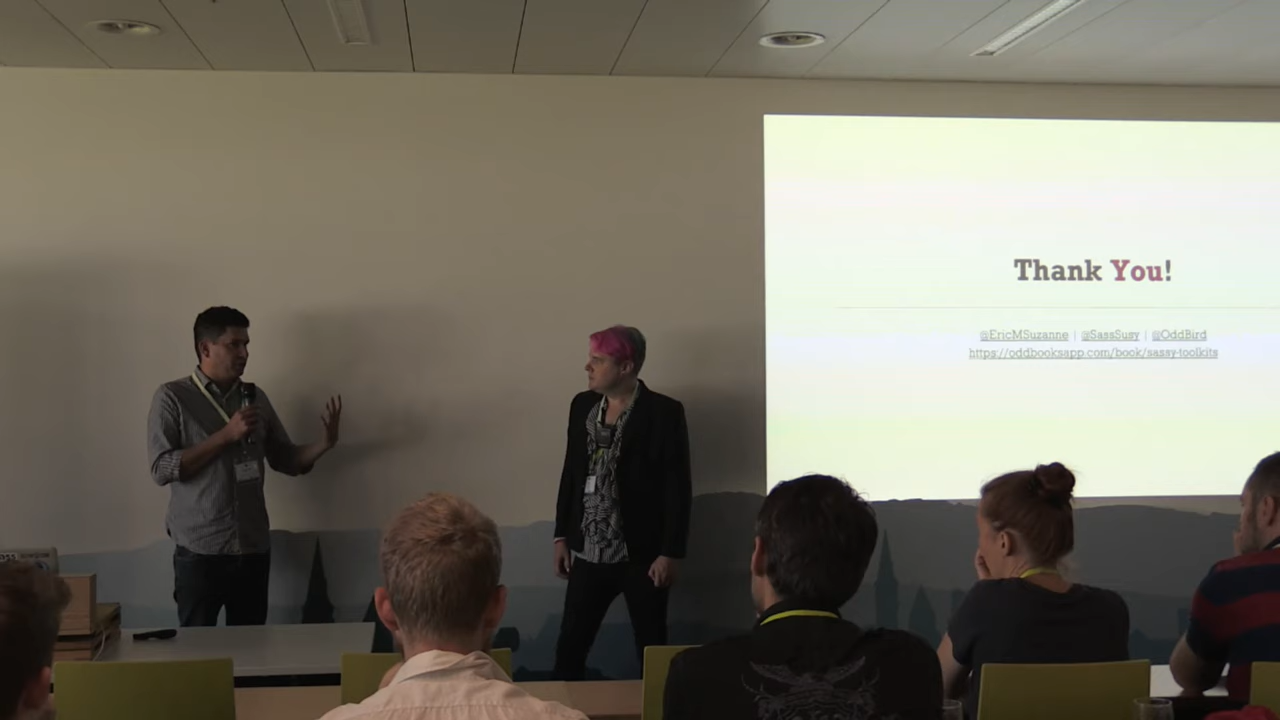 Thank You!
@EricMSuzanne | @SassSusy | @OddBird
https://oddbooksapp.com/book/sassy-toolkits